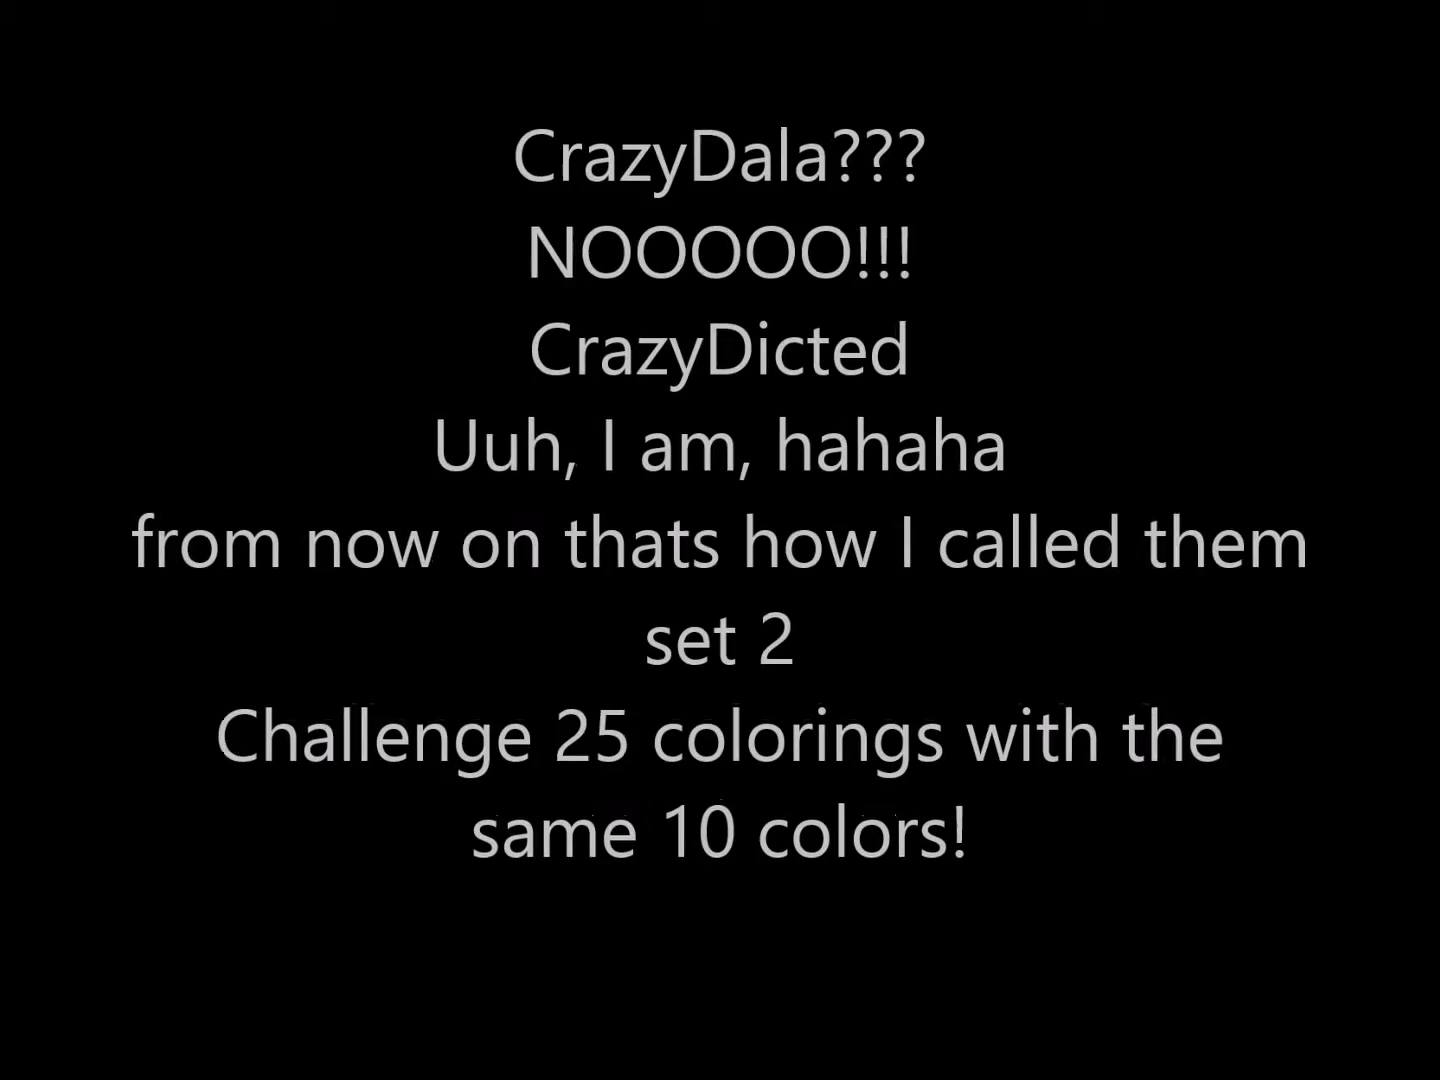 CrazyDala???
NOOOOO!!!
CrazyDicted
Uuh, I am, hahaha
from now on thats how I called them
set 2
Challenge 25 colorings with the
same 10 colors!